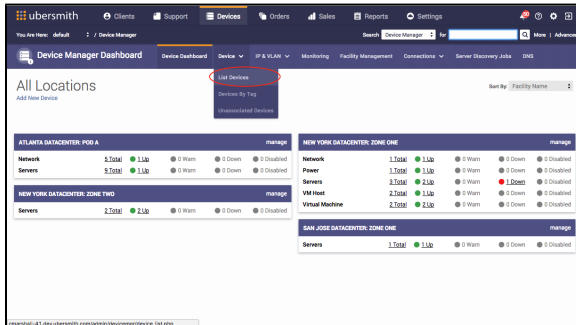 ubersmith Clients Support Devices Orders Sales Reports Settings
You Are Here: default / Device Manager Search Device Manager for More | Advanced
Device Manager Dashboard Device Dashboard Device IP & VLAN Monitoring Facility Management Connections Server Discovery Jobs DNS
List Devices
Devices By Tag
Unassociated Devices
All Locations
Add New Device
Sort By: Facility Name
ATLANTA DATACENTER: POD A manage
Network 5 Total 1 Up 0 Warn 0 Down 0 Disabled
Servers 9 Total 1 Up 0 Warn 0 Down 0 Disabled
NEW YORK DATACENTER: ZONE TWO manage
Servers 2 Total 2 Up 0 Warn 0 Down 0 Disabled
NEW YORK DATACENTER: ZONE ONE manage
Network 1 Total 1 Up 0 Warn 0 Down 0 Disabled
Power 1 Total 1 Up 0 Warn 0 Down 0 Disabled
Servers 3 Total 2 Up 0 Warn 1 Down 0 Disabled
VM Host 2 Total 1 Up 0 Warn 0 Down 0 Disabled
Virtual Machine 2 Total 2 Up 0 Warn 0 Down 0 Disabled
SAN JOSE DATACENTER: ZONE ONE manage
Servers 1 Total 1 Up 0 Warn 0 Down 0 Disabled